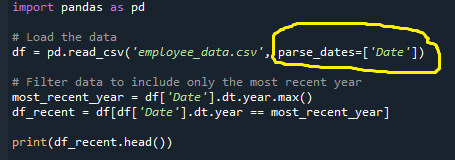 import pandas as pd
# Load the data
df = pd.read_csv('employee_data.csv', parse_dates=['Date'])
# Filter data to include only the most recent year
most_recent_year = df['Date'].dt.year.max()
df_recent = df[df['Date'].dt.year == most_recent_year]
print(df_recent.head())